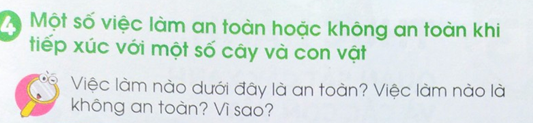 4 Một số việc làm an toàn hoặc không an toàn khi
tiếp xúc với một số cây và con vật
Việc làm nào dưới đây là an toàn? Việc làm nào là
không an toàn? Vì sao?